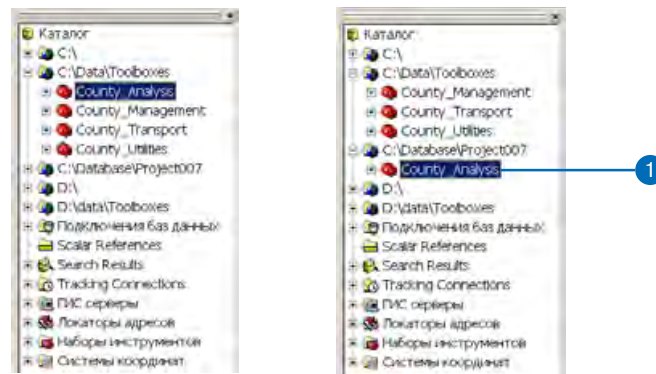 Каталог
C:\
C:\Data\Toolboxes
County_Analysis
County_Management
County_Transport
County_Utilities
C:\Database\Project007
D:\
D:\data\Toolboxes
Подключения баз данных
Scalar References
Search Results
Tracking Connections
ГИС серверы
Локаторы адресов
Наборы инструментов
Системы координат
Каталог
C:\
C:\Data\Toolboxes
County_Management
County_Transport
County_Utilities
C:\Database\Project007
County_Analysis
1
D:\
D:\data\Toolboxes
Подключения баз данных
Scalar References
Search Results
Tracking Connections
ГИС серверы
Локаторы адресов
Наборы инструментов
Системы координат